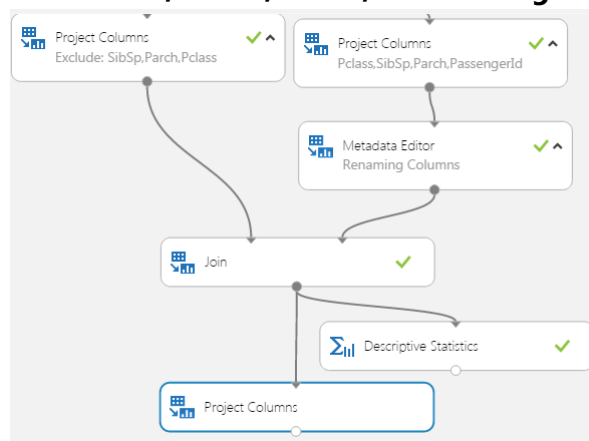 Project Columns
Exclude: SibSp,Parch,Pclass
Project Columns
Pclass,SibSp,Parch,PassengerId
Metadata Editor
Renaming Columns
Join
Descriptive Statistics
Project Columns